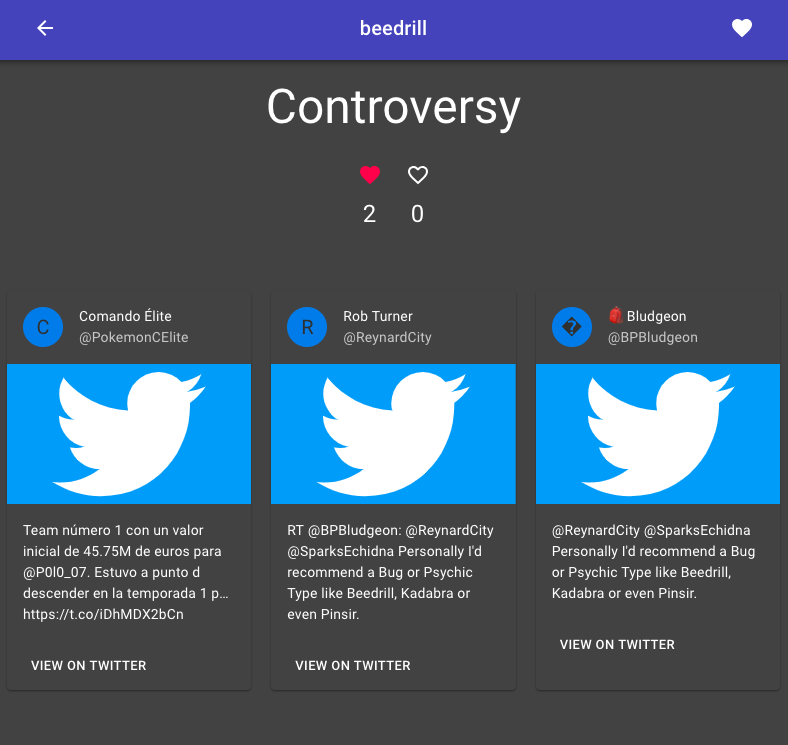 beedrill
Controversy
2 0
C
Comando Élite
@PokemonCElite
Team número 1 con un valor
inicial de 45.75M de euros para
@P0l0_07. Estuvo a punto d
descender en la temporada 1 p…
https://t.co/iDhMDX2bCn
VIEW ON TWITTER
R
Rob Turner
@ReynardCity
RT @BPBludgeon: @ReynardCity
@SparksEchidna Personally I'd
recommend a Bug or Psychic
Type like Beedrill, Kadabra or
even Pinsir.
VIEW ON TWITTER
�
🎒Bludgeon
@BPBludgeon
@ReynardCity @SparksEchidna
Personally I'd recommend a Bug
or Psychic Type like Beedrill,
Kadabra or even Pinsir.
VIEW ON TWITTER